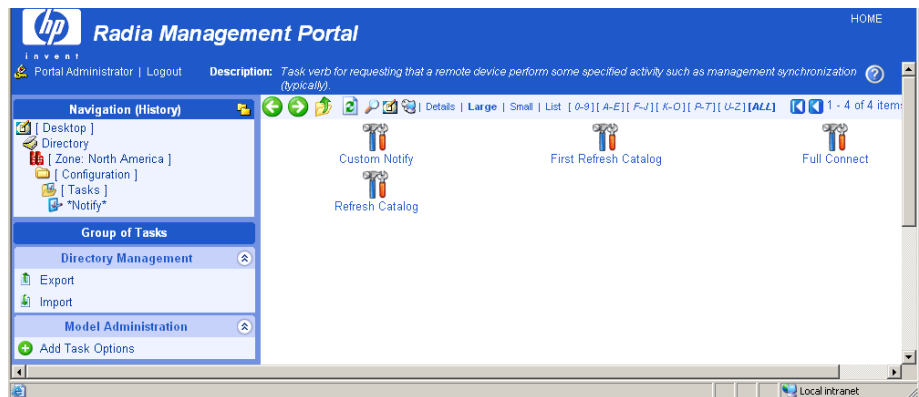 hp
invent
Radia Management Portal
HOME
Portal Administrator | Logout
Description: Task verb for requesting that a remote device perform some specified activity such as management synchronization
(typically).
Navigation (History)
Details | Large | Small | List [ 0-9 ][ A-E ][ F-J ][ K-O ][ P-T ][ U-Z ][ALL] 1 - 4 of 4 items
[ Desktop ]
Directory
[ Zone: North America ]
[ Configuration ]
[ Tasks ]
*Notify*
Custom Notify
First Refresh Catalog
Full Connect
Refresh Catalog
Group of Tasks
Directory Management
Export
Import
Model Administration
Add Task Options
Local intranet